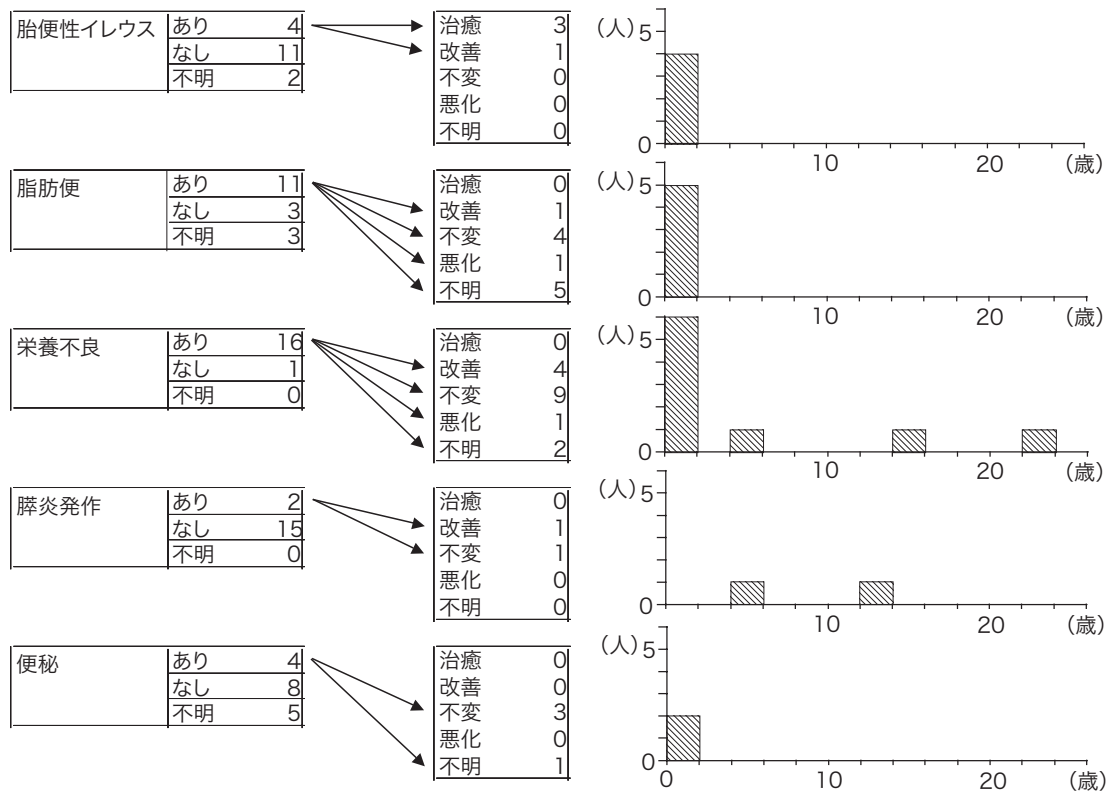 胎便性イレウス
あり 4
なし 11
不明 2
治癒 3
改善 1
不変 0
悪化 0
不明 0
(人)
5
0
10 20 (歳)
脂肪便
あり 11
なし 3
不明 3
治癒 0
改善 1
不変 4
悪化 1
不明 5
(人)
5
0
10 20 (歳)
栄養不良
あり 16
なし 1
不明 0
治癒 0
改善 4
不変 9
悪化 1
不明 2
(人)
5
0
10 20 (歳)
膵炎発作
あり 2
なし 15
不明 0
治癒 0
改善 1
不変 1
悪化 0
不明 0
(人)
5
0
10 20 (歳)
便秘
あり 4
なし 8
不明 5
治癒 0
改善 0
不変 3
悪化 0
不明 1
(人)
5
0
0 10 20 (歳)